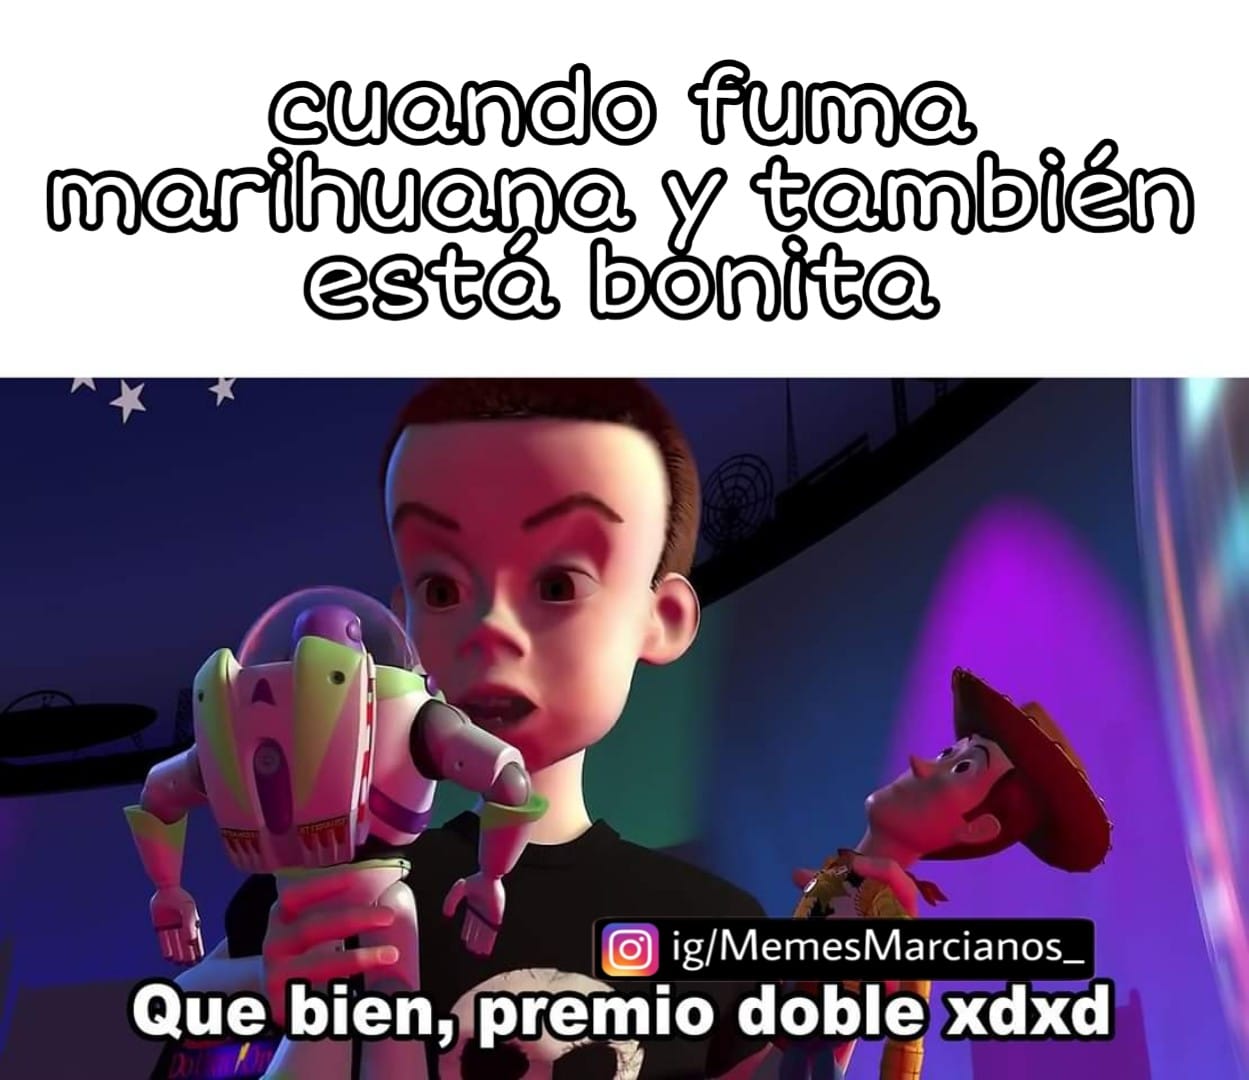 cuando fuma
marihuana y también
está bonita
ig/MemesMarcianos_
Que bien, premio doble xdxd